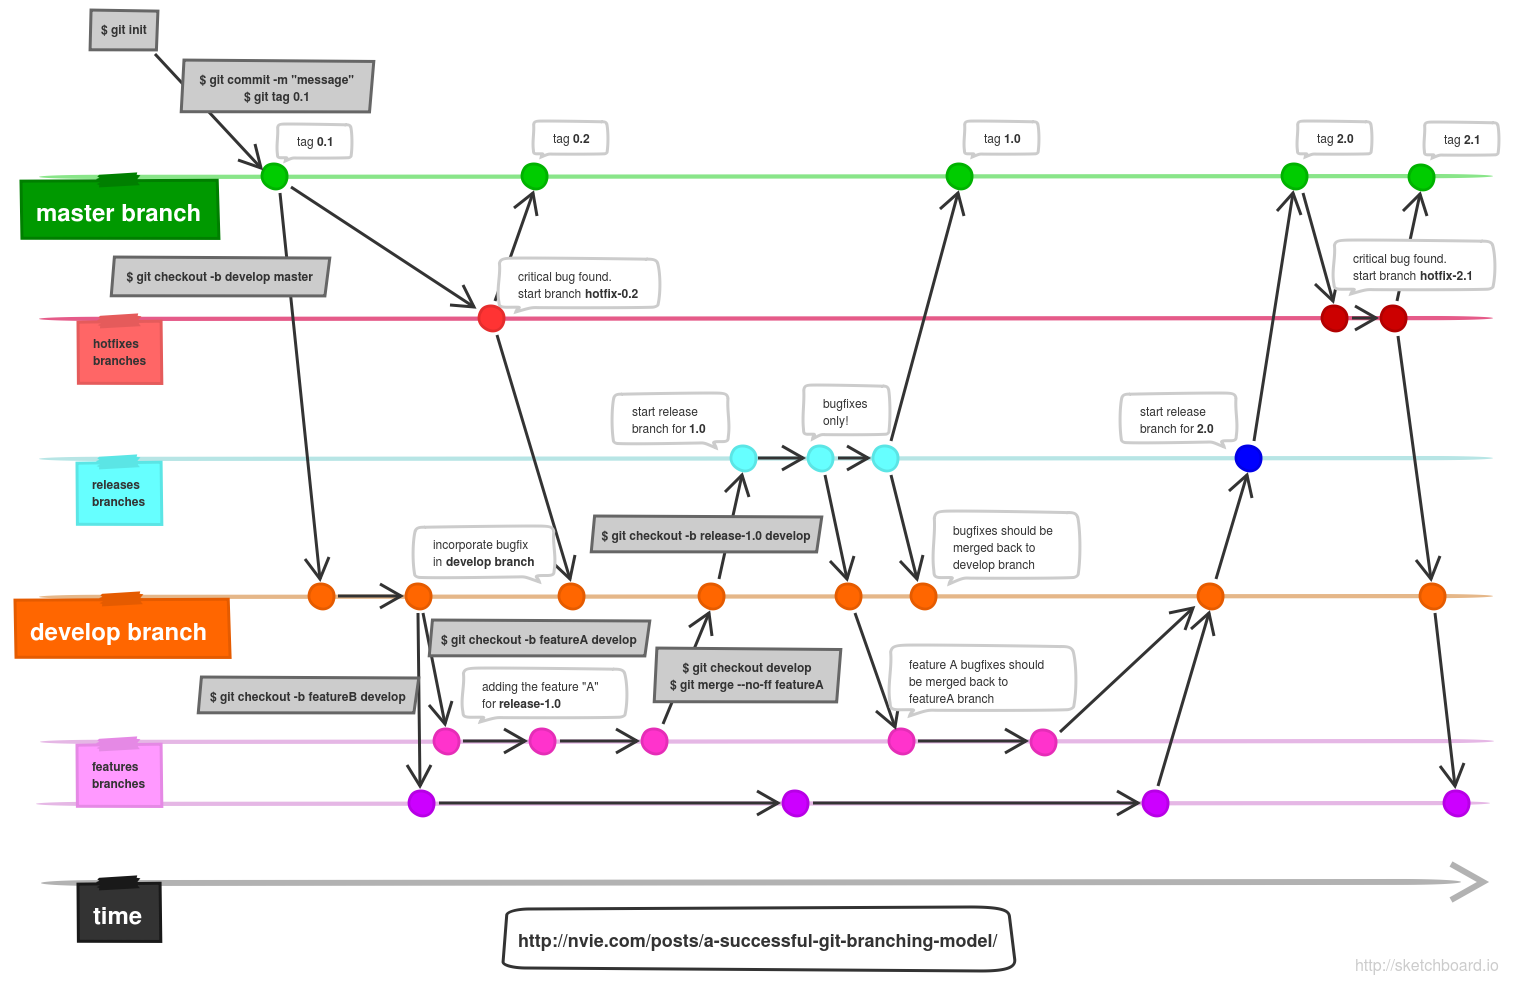 $ git init
$ git commit -m "message"
$ git tag 0.1
tag 0.1
tag 0.2
tag 1.0
tag 2.0
tag 2.1
master branch
$ git checkout -b develop master
critical bug found.
start branch hotfix-0.2
critical bug found.
start branch hotfix-2.1
hotfixes
branches
start release
branch for 1.0
bugfixes
only!
start release
branch for 2.0
releases
branches
incorporate bugfix
in develop branch
$ git checkout -b release-1.0 develop
bugfixes should be
merged back to
develop branch
develop branch
$ git checkout -b featureA develop
$ git checkout -b featureB develop
adding the feature "A"
for release-1.0
$ git checkout develop
$ git merge --no-ff featureA
feature A bugfixes should
be merged back to
featureA branch
features
branches
time
http://nvie.com/posts/a-successful-git-branching-model/
http://sketchboard.io